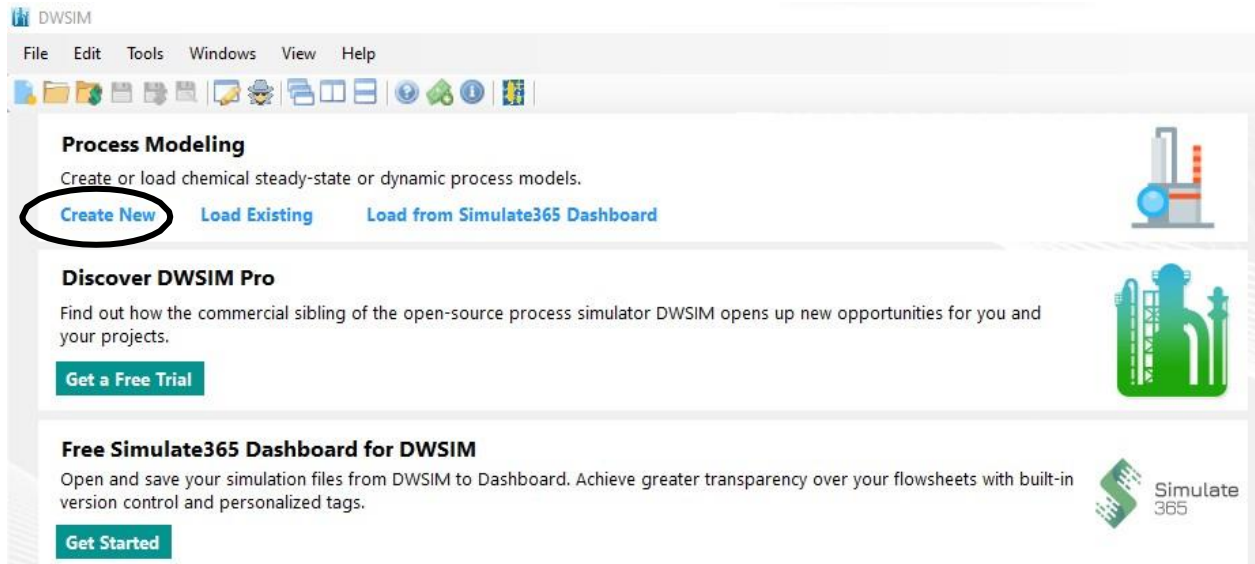 DWSIM
File Edit Tools Windows View Help
Process Modeling
Create or load chemical steady-state or dynamic process models.
Create New Load Existing Load from Simulate365 Dashboard
Discover DWSIM Pro
Find out how the commercial sibling of the open-source process simulator DWSIM opens up new opportunities for you and
your projects.
Get a Free Trial
Free Simulate365 Dashboard for DWSIM
Open and save your simulation files from DWSIM to Dashboard. Achieve greater transparency over your flowsheets with built-in
version control and personalized tags.
Simulate
365
Get Started